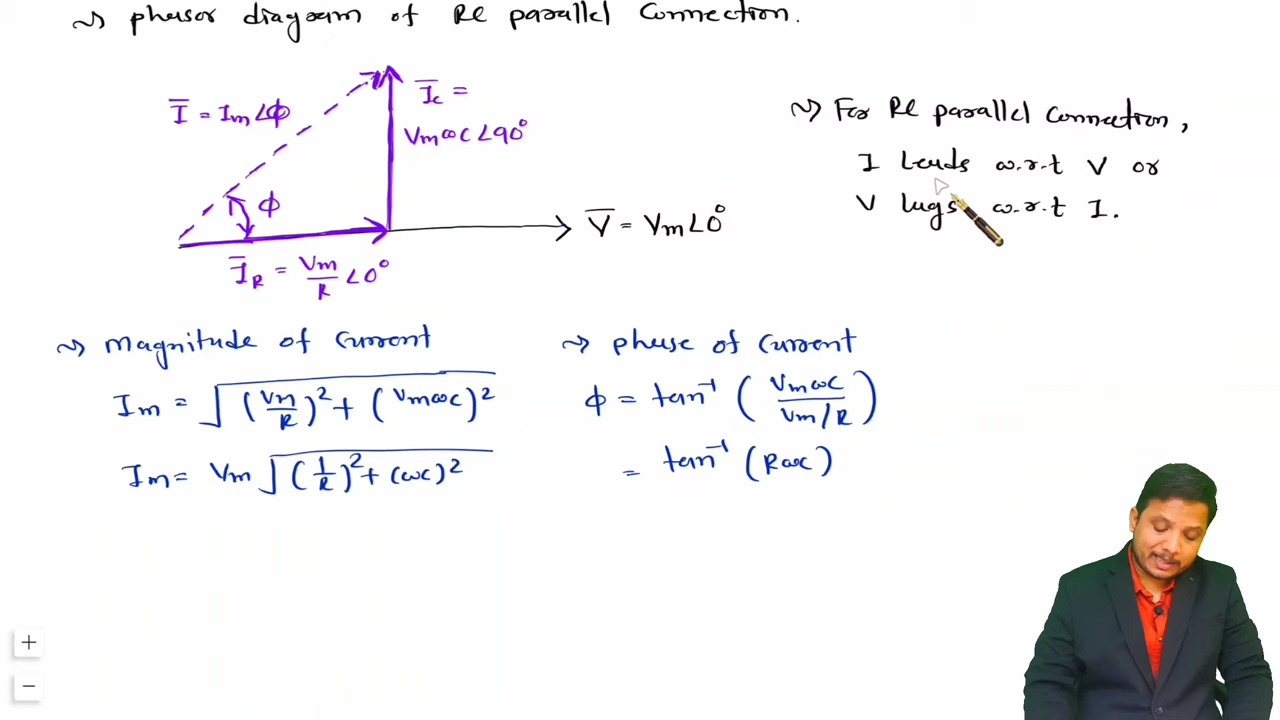 ~> phasor diagram of RC parallel connection.
Ī = Im∠ϕ
Ī_C =
VmωC∠90°
ϕ
V̄ = Vm∠0°
Ī_R = Vm/R ∠0°
~> For RC parallel connection,
I Leads w.r.t V or
V lags w.r.t I.
~> Magnitude of Current
Im = √((Vm/R)² + (VmωC)²)
Im = Vm √((1/R)² + (ωC)²)
~> phase of Current
ϕ = tan⁻¹ (VmωC / Vm/R)
= tan⁻¹ (RωC)
+
−